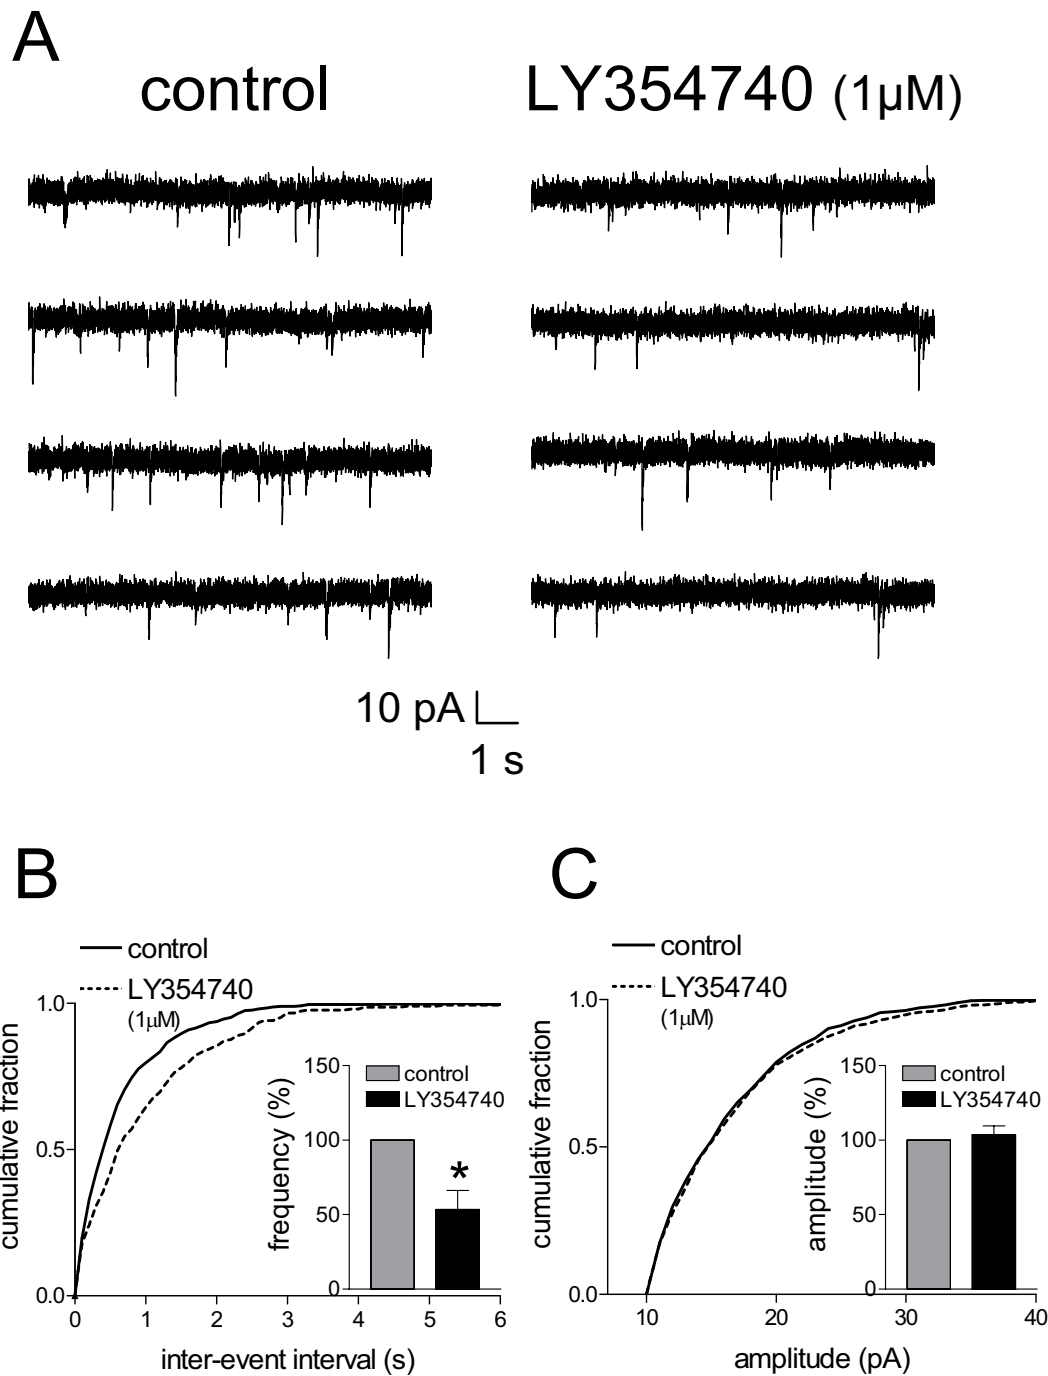 A
control
LY354740 (1µM)
10 pA
1 s
B
control
LY354740
(1µM)
cumulative fraction
1.0
0.5
0.0
0 1 2 3 4 5 6
inter-event interval (s)
frequency (%)
150
100
50
0
control
LY354740
*
C
control
LY354740
(1µM)
cumulative fraction
1.0
0.5
0.0
10 20 30 40
amplitude (pA)
amplitude (%)
150
100
50
0
control
LY354740